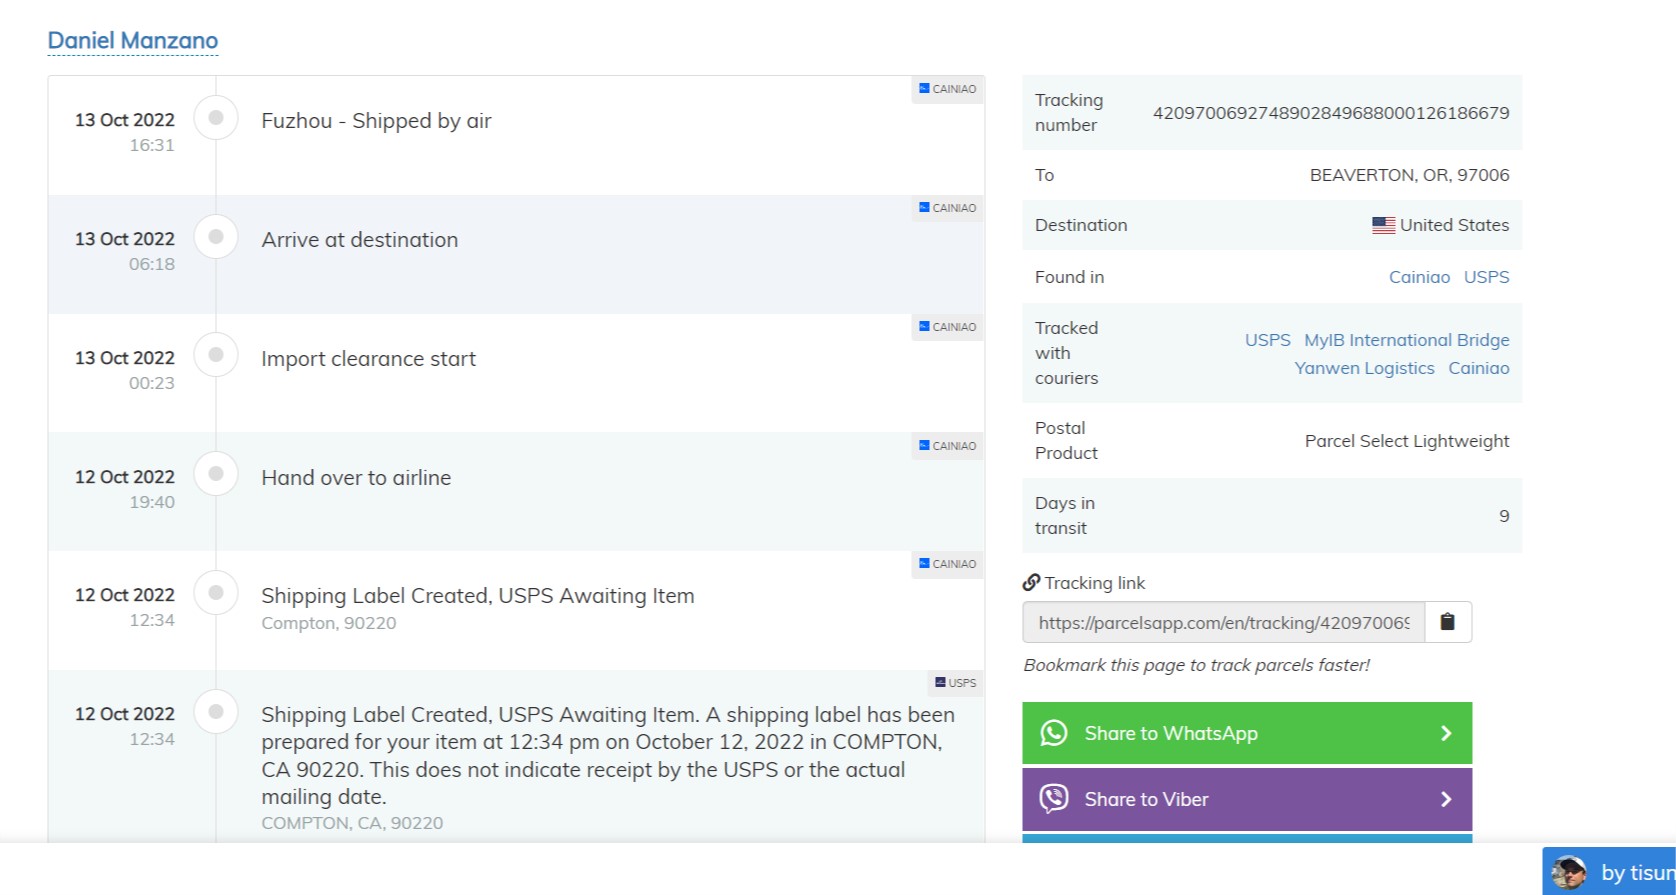 Daniel Manzano
CAINIAO
13 Oct 2022
16:31
Fuzhou - Shipped by air
CAINIAO
13 Oct 2022
06:18
Arrive at destination
CAINIAO
13 Oct 2022
00:23
Import clearance start
CAINIAO
12 Oct 2022
19:40
Hand over to airline
CAINIAO
12 Oct 2022
12:34
Shipping Label Created, USPS Awaiting Item
Compton, 90220
USPS
12 Oct 2022
12:34
Shipping Label Created, USPS Awaiting Item. A shipping label has been
prepared for your item at 12:34 pm on October 12, 2022 in COMPTON,
CA 90220. This does not indicate receipt by the USPS or the actual
mailing date.
COMPTON, CA, 90220
Tracking
number
4209700692748902849688000126186679
To
BEAVERTON, OR, 97006
Destination
United States
Found in
Cainiao USPS
Tracked
with
couriers
USPS MyIB International Bridge
Yanwen Logistics Cainiao
Postal
Product
Parcel Select Lightweight
Days in
transit
9
Tracking link
https://parcelsapp.com/en/tracking/420970069
Bookmark this page to track parcels faster!
Share to WhatsApp
Share to Viber
by tisun